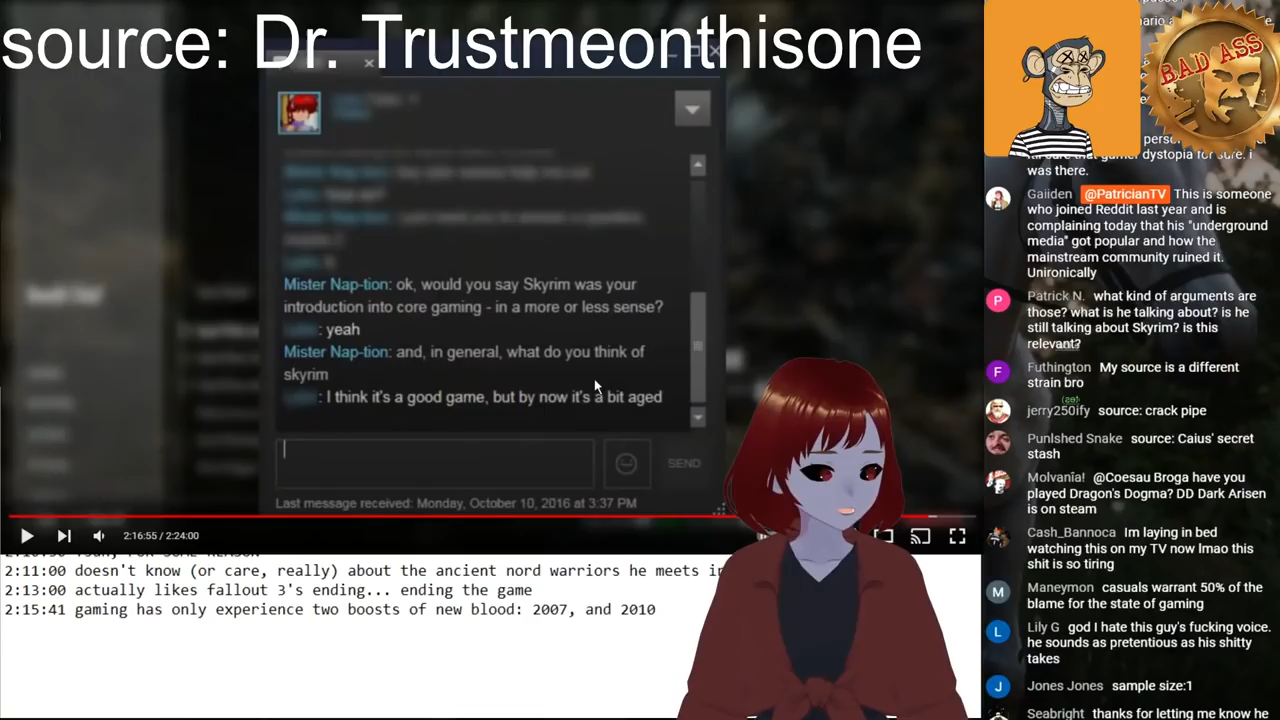 source: Dr. Trustmeonthisone
Mister Nap-tion: ok, would you say Skyrim was your
introduction into core gaming - in a more or less sense?
: yeah
Mister Nap-tion: and, in general, what do you think of
skyrim
: I think it's a good game, but by now it's a bit aged
SEND
Last message received: Monday, October 10, 2016 at 3:37 PM
2:16:55 / 2:24:00
2:11:00 doesn't know (or care, really) about the ancient nord warriors he meets
2:13:00 actually likes fallout 3's ending... ending the game
2:15:41 gaming has only experience two boosts of new blood: 2007, and 2010
BAD ASS
dystopia for sure. I
was there.
Gaiiden @PatricianTV This is someone
who joined Reddit last year and is
complaining today that his "underground
media" got popular and how the
mainstream community ruined it.
Unironically
Patrick N. what kind of arguments are
those? what is he talking about? is he
still talking about Skyrim? is this
relevant?
Futhington My source is a different
strain bro
jerry250ify source: crack pipe
Punlshed Snake source: Caius' secret
stash
Molvanîa! @Coesau Broga have you
played Dragon's Dogma? DD Dark Arisen
is on steam
Cash_Bannoca Im laying in bed
watching this on my TV now lmao this
shit is so tiring
Maneymon casuals warrant 50% of the
blame for the state of gaming
Lily G god I hate this guy's fucking voice.
he sounds as pretentious as his shitty
takes
Jones Jones sample size:1
Seabright thanks for letting me know he